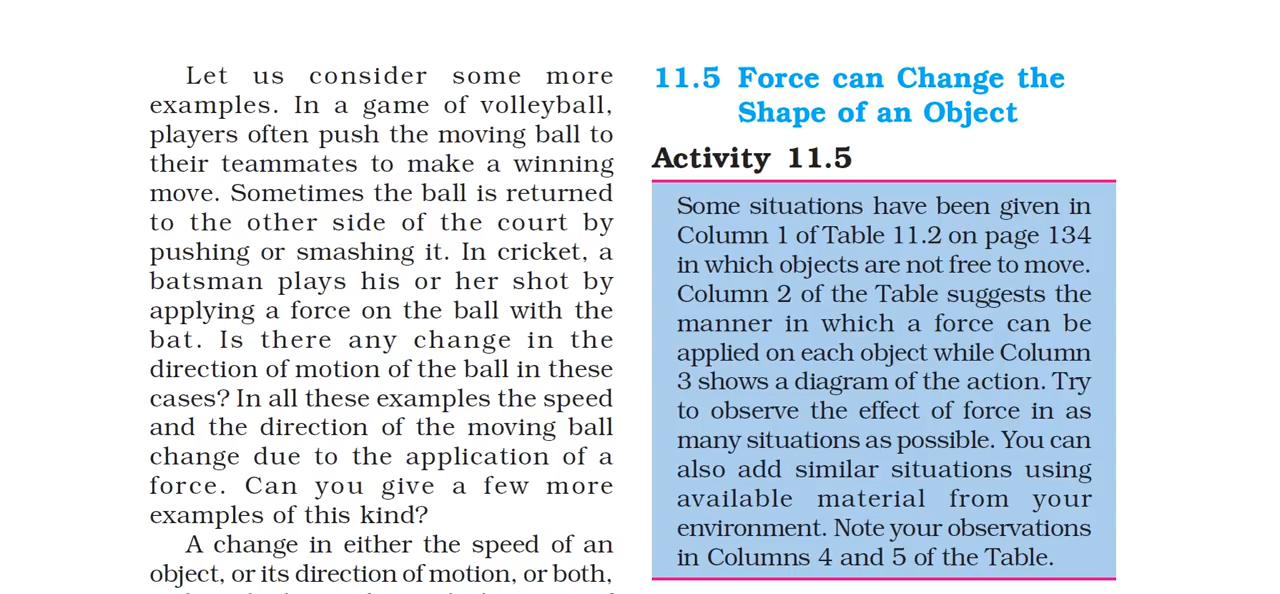 Let us consider some more
examples. In a game of volleyball,
players often push the moving ball to
their teammates to make a winning
move. Sometimes the ball is returned
to the other side of the court by
pushing or smashing it. In cricket, a
batsman plays his or her shot by
applying a force on the ball with the
bat. Is there any change in the
direction of motion of the ball in these
cases? In all these examples the speed
and the direction of the moving ball
change due to the application of a
force. Can you give a few more
examples of this kind?
A change in either the speed of an
object, or its direction of motion, or both,
11.5 Force can Change the
Shape of an Object
Activity 11.5
Some situations have been given in
Column 1 of Table 11.2 on page 134
in which objects are not free to move.
Column 2 of the Table suggests the
manner in which a force can be
applied on each object while Column
3 shows a diagram of the action. Try
to observe the effect of force in as
many situations as possible. You can
also add similar situations using
available material from your
environment. Note your observations
in Columns 4 and 5 of the Table.